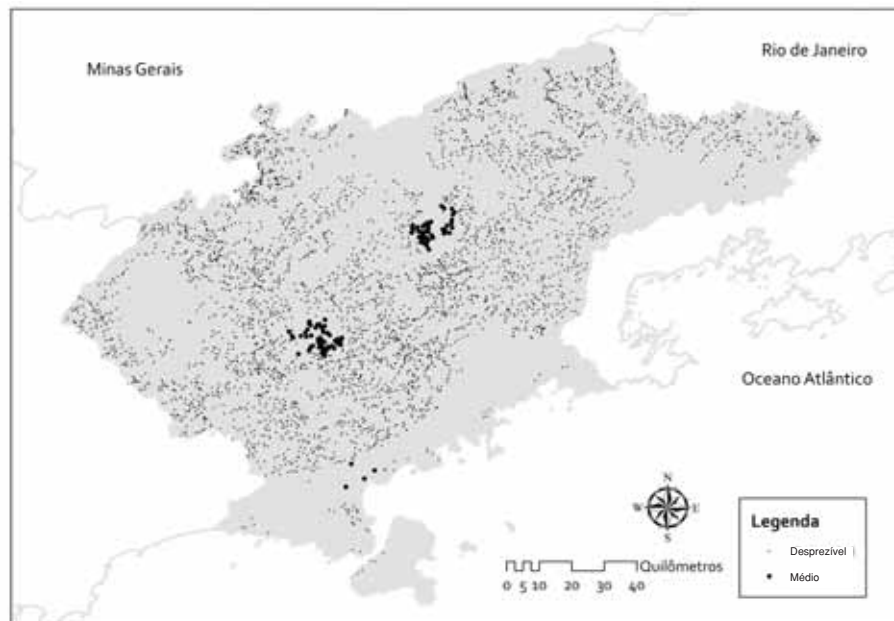 Minas Gerais
Rio de Janeiro
Oceano Atlântico
N
W U
S
Quilômetros
0 5 10 20 30 40
Legenda
Desprezível
Médio